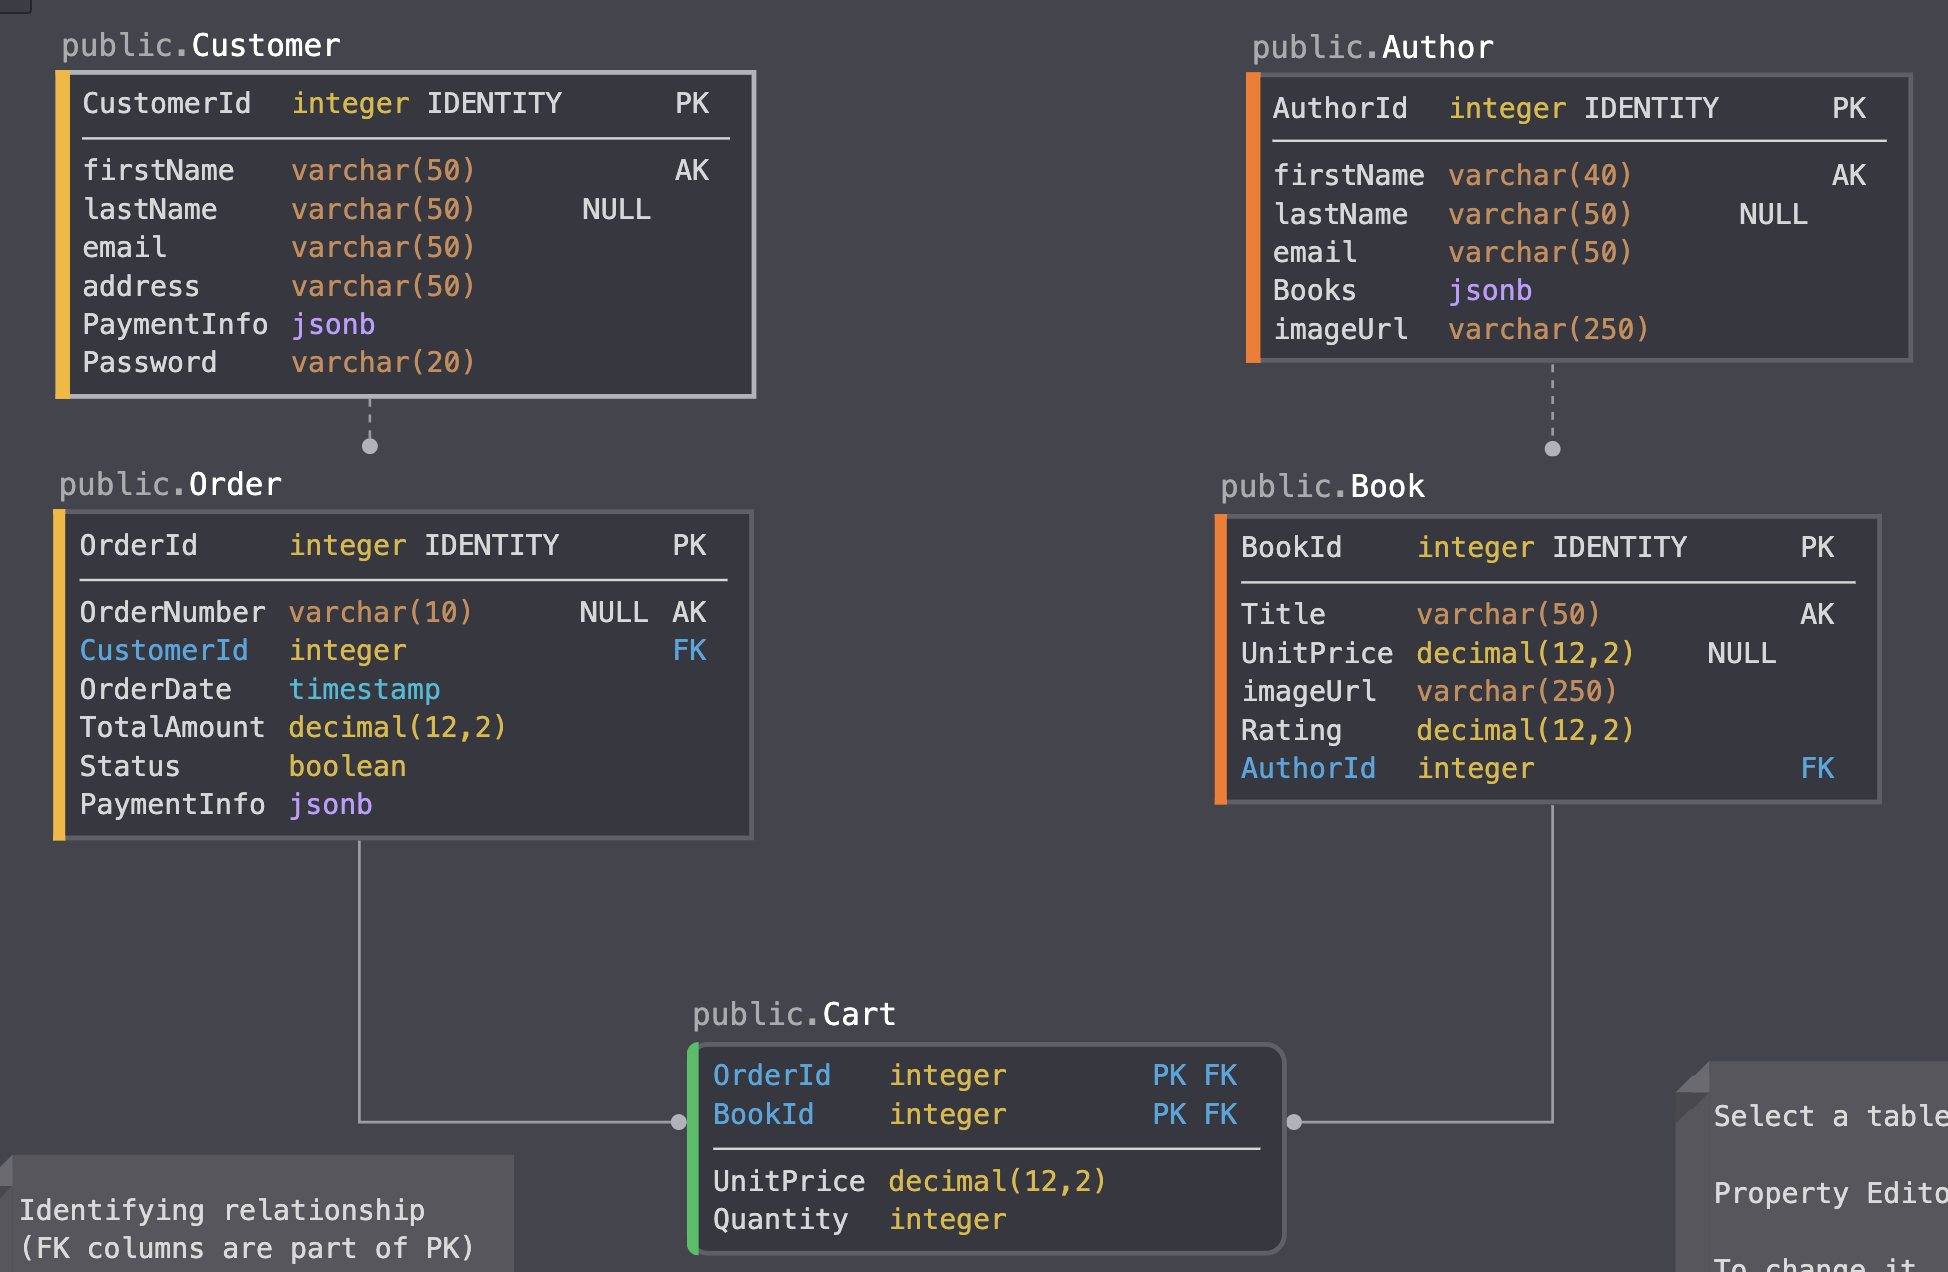 public.Customer
CustomerId integer IDENTITY PK
firstName varchar(50) AK
lastName varchar(50) NULL
email varchar(50)
address varchar(50)
PaymentInfo jsonb
Password varchar(20)
public.Author
AuthorId integer IDENTITY PK
firstName varchar(40) AK
lastName varchar(50) NULL
email varchar(50)
Books jsonb
imageUrl varchar(250)
public.Order
OrderId integer IDENTITY PK
OrderNumber varchar(10) NULL AK
CustomerId integer FK
OrderDate timestamp
TotalAmount decimal(12,2)
Status boolean
PaymentInfo jsonb
public.Book
BookId integer IDENTITY PK
Title varchar(50) AK
UnitPrice decimal(12,2) NULL
imageUrl varchar(250)
Rating decimal(12,2)
AuthorId integer FK
public.Cart
OrderId integer PK FK
BookId integer PK FK
UnitPrice decimal(12,2)
Quantity integer
Identifying relationship
(FK columns are part of PK)
Select a table
Property Edito
To change it